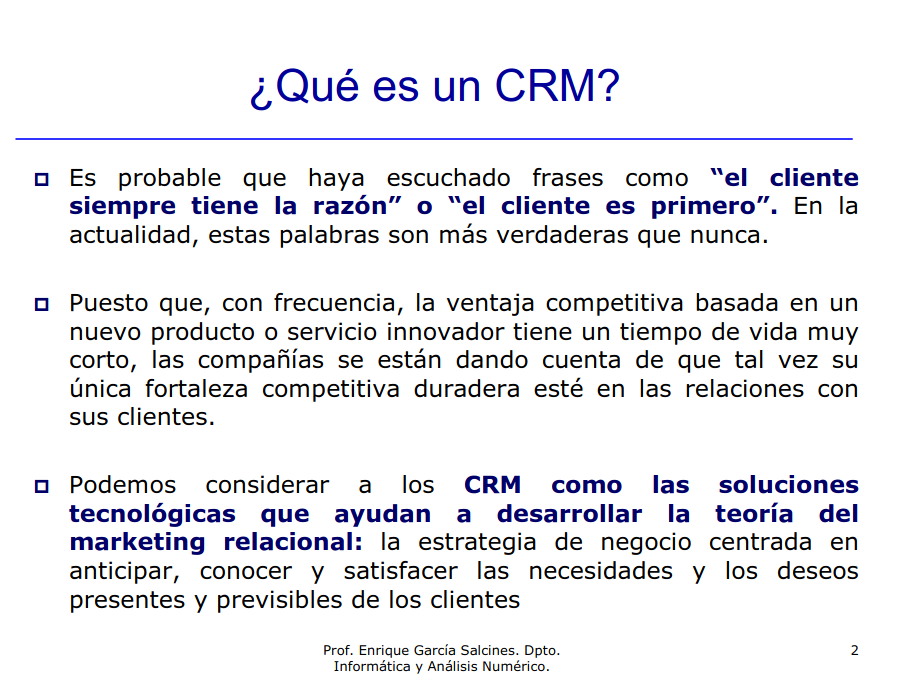 ¿Qué es un CRM?
Es probable que haya escuchado frases como “el cliente
siempre tiene la razón” o “el cliente es primero”. En la
actualidad, estas palabras son más verdaderas que nunca.
Puesto que, con frecuencia, la ventaja competitiva basada en un
nuevo producto o servicio innovador tiene un tiempo de vida muy
corto, las compañías se están dando cuenta de que tal vez su
única fortaleza competitiva duradera esté en las relaciones con
sus clientes.
Podemos considerar a los CRM como las soluciones
tecnológicas que ayudan a desarrollar la teoría del
marketing relacional: la estrategia de negocio centrada en
anticipar, conocer y satisfacer las necesidades y los deseos
presentes y previsibles de los clientes
Prof. Enrique García Salcines. Dpto.
Informática y Análisis Numérico.
2